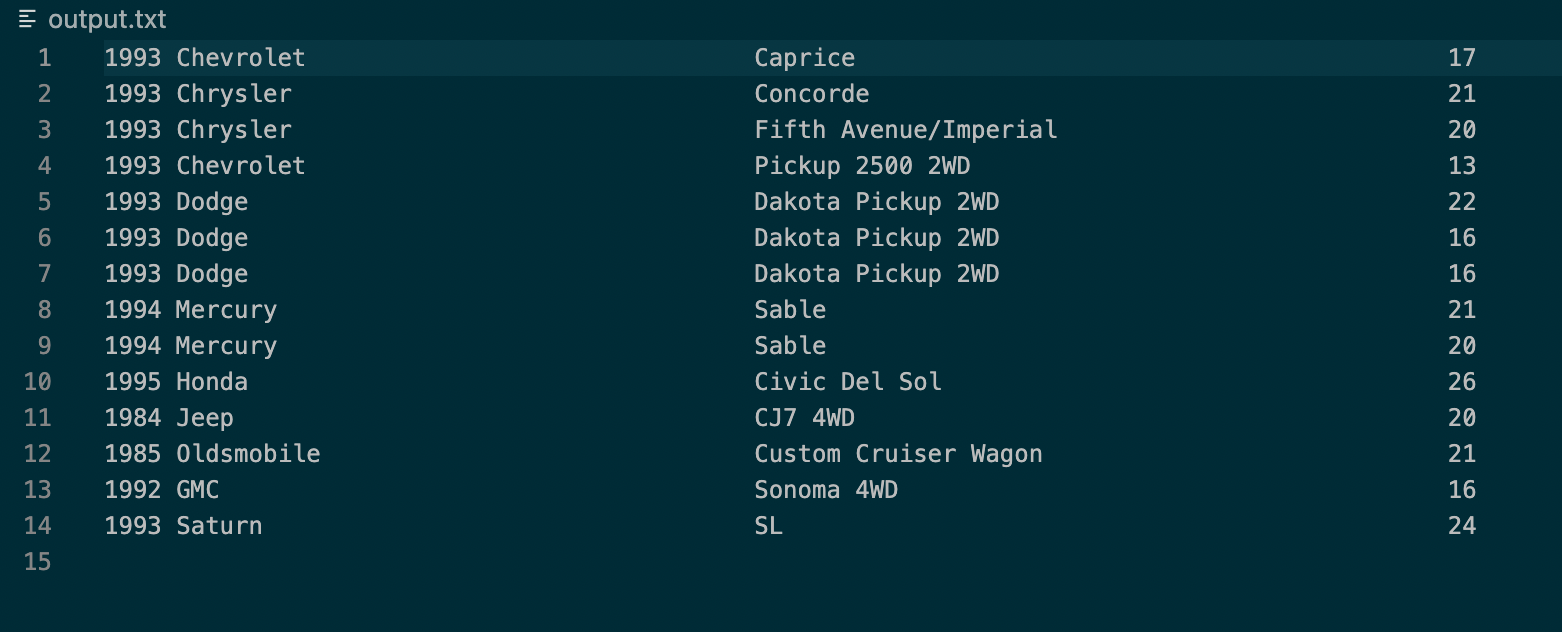 output.txt
1 1993 Chevrolet Caprice 17
2 1993 Chrysler Concorde 21
3 1993 Chrysler Fifth Avenue/Imperial 20
4 1993 Chevrolet Pickup 2500 2WD 13
5 1993 Dodge Dakota Pickup 2WD 22
6 1993 Dodge Dakota Pickup 2WD 16
7 1993 Dodge Dakota Pickup 2WD 16
8 1994 Mercury Sable 21
9 1994 Mercury Sable 20
10 1995 Honda Civic Del Sol 26
11 1984 Jeep CJ7 4WD 20
12 1985 Oldsmobile Custom Cruiser Wagon 21
13 1992 GMC Sonoma 4WD 16
14 1993 Saturn SL 24
15